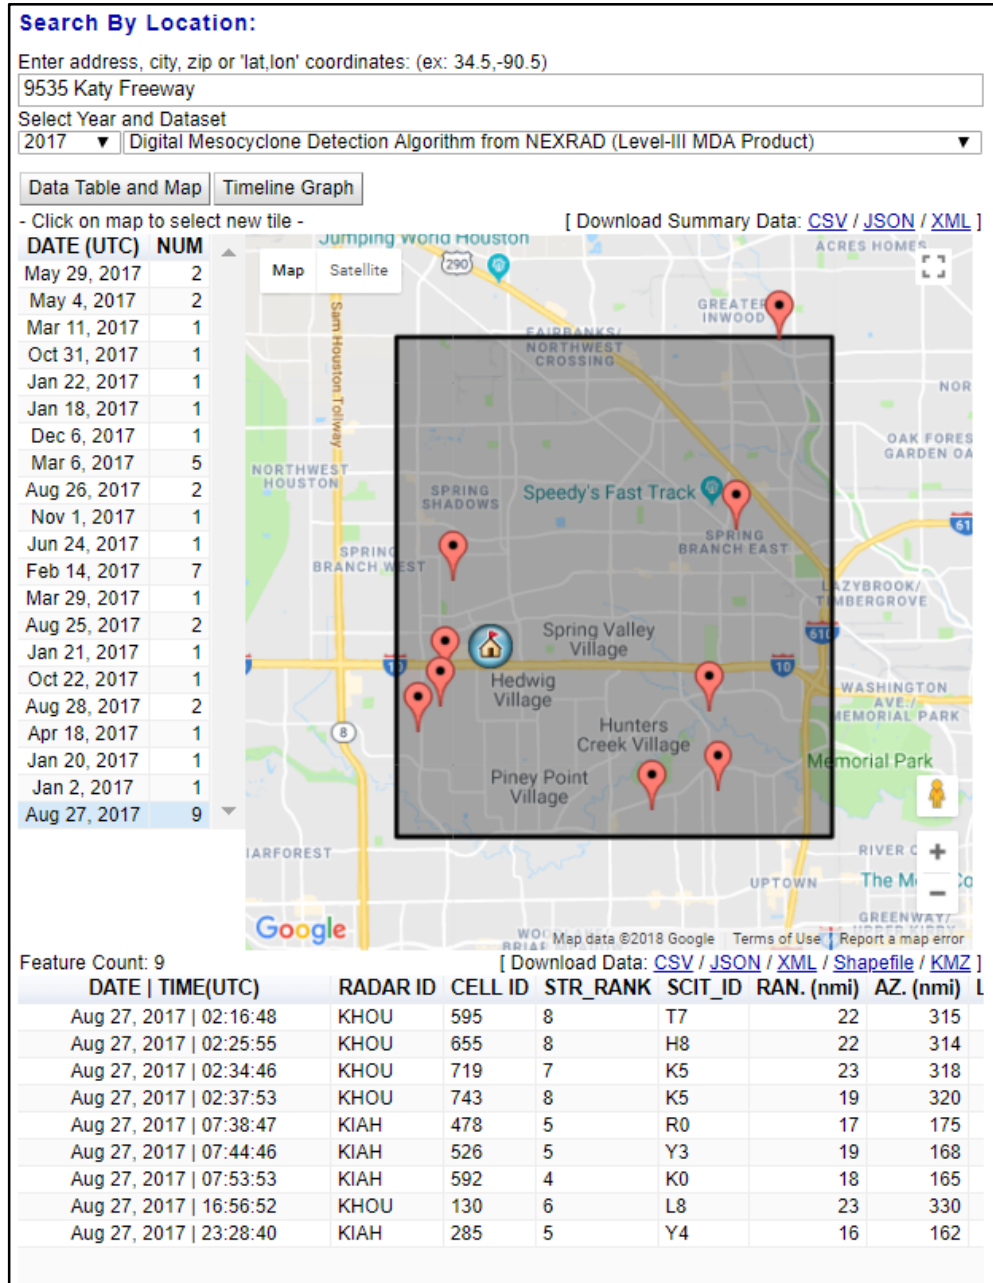 Search By Location:
Enter address, city, zip or 'lat,lon' coordinates: (ex: 34.5,-90.5)
9535 Katy Freeway
Select Year and Dataset
2017 ▼ Digital Mesocyclone Detection Algorithm from NEXRAD (Level-III MDA Product) ▼
Data Table and Map Timeline Graph
- Click on map to select new tile - [ Download Summary Data: CSV / JSON / XML ]
DATE (UTC) NUM
May 29, 2017 2
May 4, 2017 2
Mar 11, 2017 1
Oct 31, 2017 1
Jan 22, 2017 1
Jan 18, 2017 1
Dec 6, 2017 1
Mar 6, 2017 5
Aug 26, 2017 2
Nov 1, 2017 1
Jun 24, 2017 1
Feb 14, 2017 7
Mar 29, 2017 1
Aug 25, 2017 2
Jan 21, 2017 1
Oct 22, 2017 1
Aug 28, 2017 2
Apr 18, 2017 1
Jan 20, 2017 1
Jan 2, 2017 1
Aug 27, 2017 9
Jumping World Houston
ACRES HOMES
Map Satellite
290
GREATER
INWOOD
FAIRBANKS/
NORTHWEST
CROSSING
Sam Houston Tollway
NOR
OAK FORES
GARDEN OA
NORTHWEST
HOUSTON
SPRING
SHADOWS
Speedy's Fast Track
61
SPRING
BRANCH EAST
SPRING
BRANCH WEST
LAZYBROOK/
TIMBERGROVE
610
Spring Valley
Village
10
10
Hedwig
Village
WASHINGTON
AVE./
MEMORIAL PARK
8
Hunters
Creek Village
Memorial Park
Piney Point
Village
BRIARFOREST
RIVER
UPTOWN
The M
Co
GREENWAY/
UPPER KIRBY
Google
Map data ©2018 Google Terms of Use Report a map error
Feature Count: 9 [ Download Data: CSV / JSON / XML / Shapefile / KMZ ]
DATE | TIME(UTC) RADAR ID CELL ID STR_RANK SCIT_ID RAN. (nmi) AZ. (nmi) L
Aug 27, 2017 | 02:16:48 KHOU 595 8 T7 22 315
Aug 27, 2017 | 02:25:55 KHOU 655 8 H8 22 314
Aug 27, 2017 | 02:34:46 KHOU 719 7 K5 23 318
Aug 27, 2017 | 02:37:53 KHOU 743 8 K5 19 320
Aug 27, 2017 | 07:38:47 KIAH 478 5 R0 17 175
Aug 27, 2017 | 07:44:46 KIAH 526 5 Y3 19 168
Aug 27, 2017 | 07:53:53 KIAH 592 4 K0 18 165
Aug 27, 2017 | 16:56:52 KHOU 130 6 L8 23 330
Aug 27, 2017 | 23:28:40 KIAH 285 5 Y4 16 162